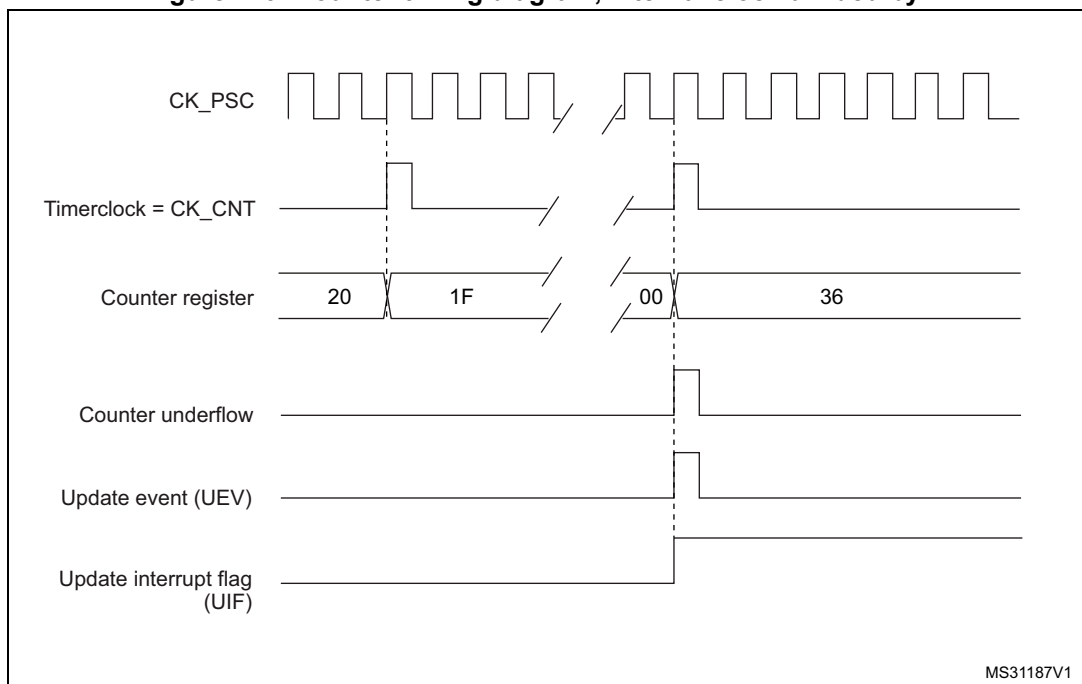 CK_PSC
Timerclock = CK_CNT
Counter register
20
1F
00
36
Counter underflow
Update event (UEV)
Update interrupt flag
(UIF)
MS31187V1